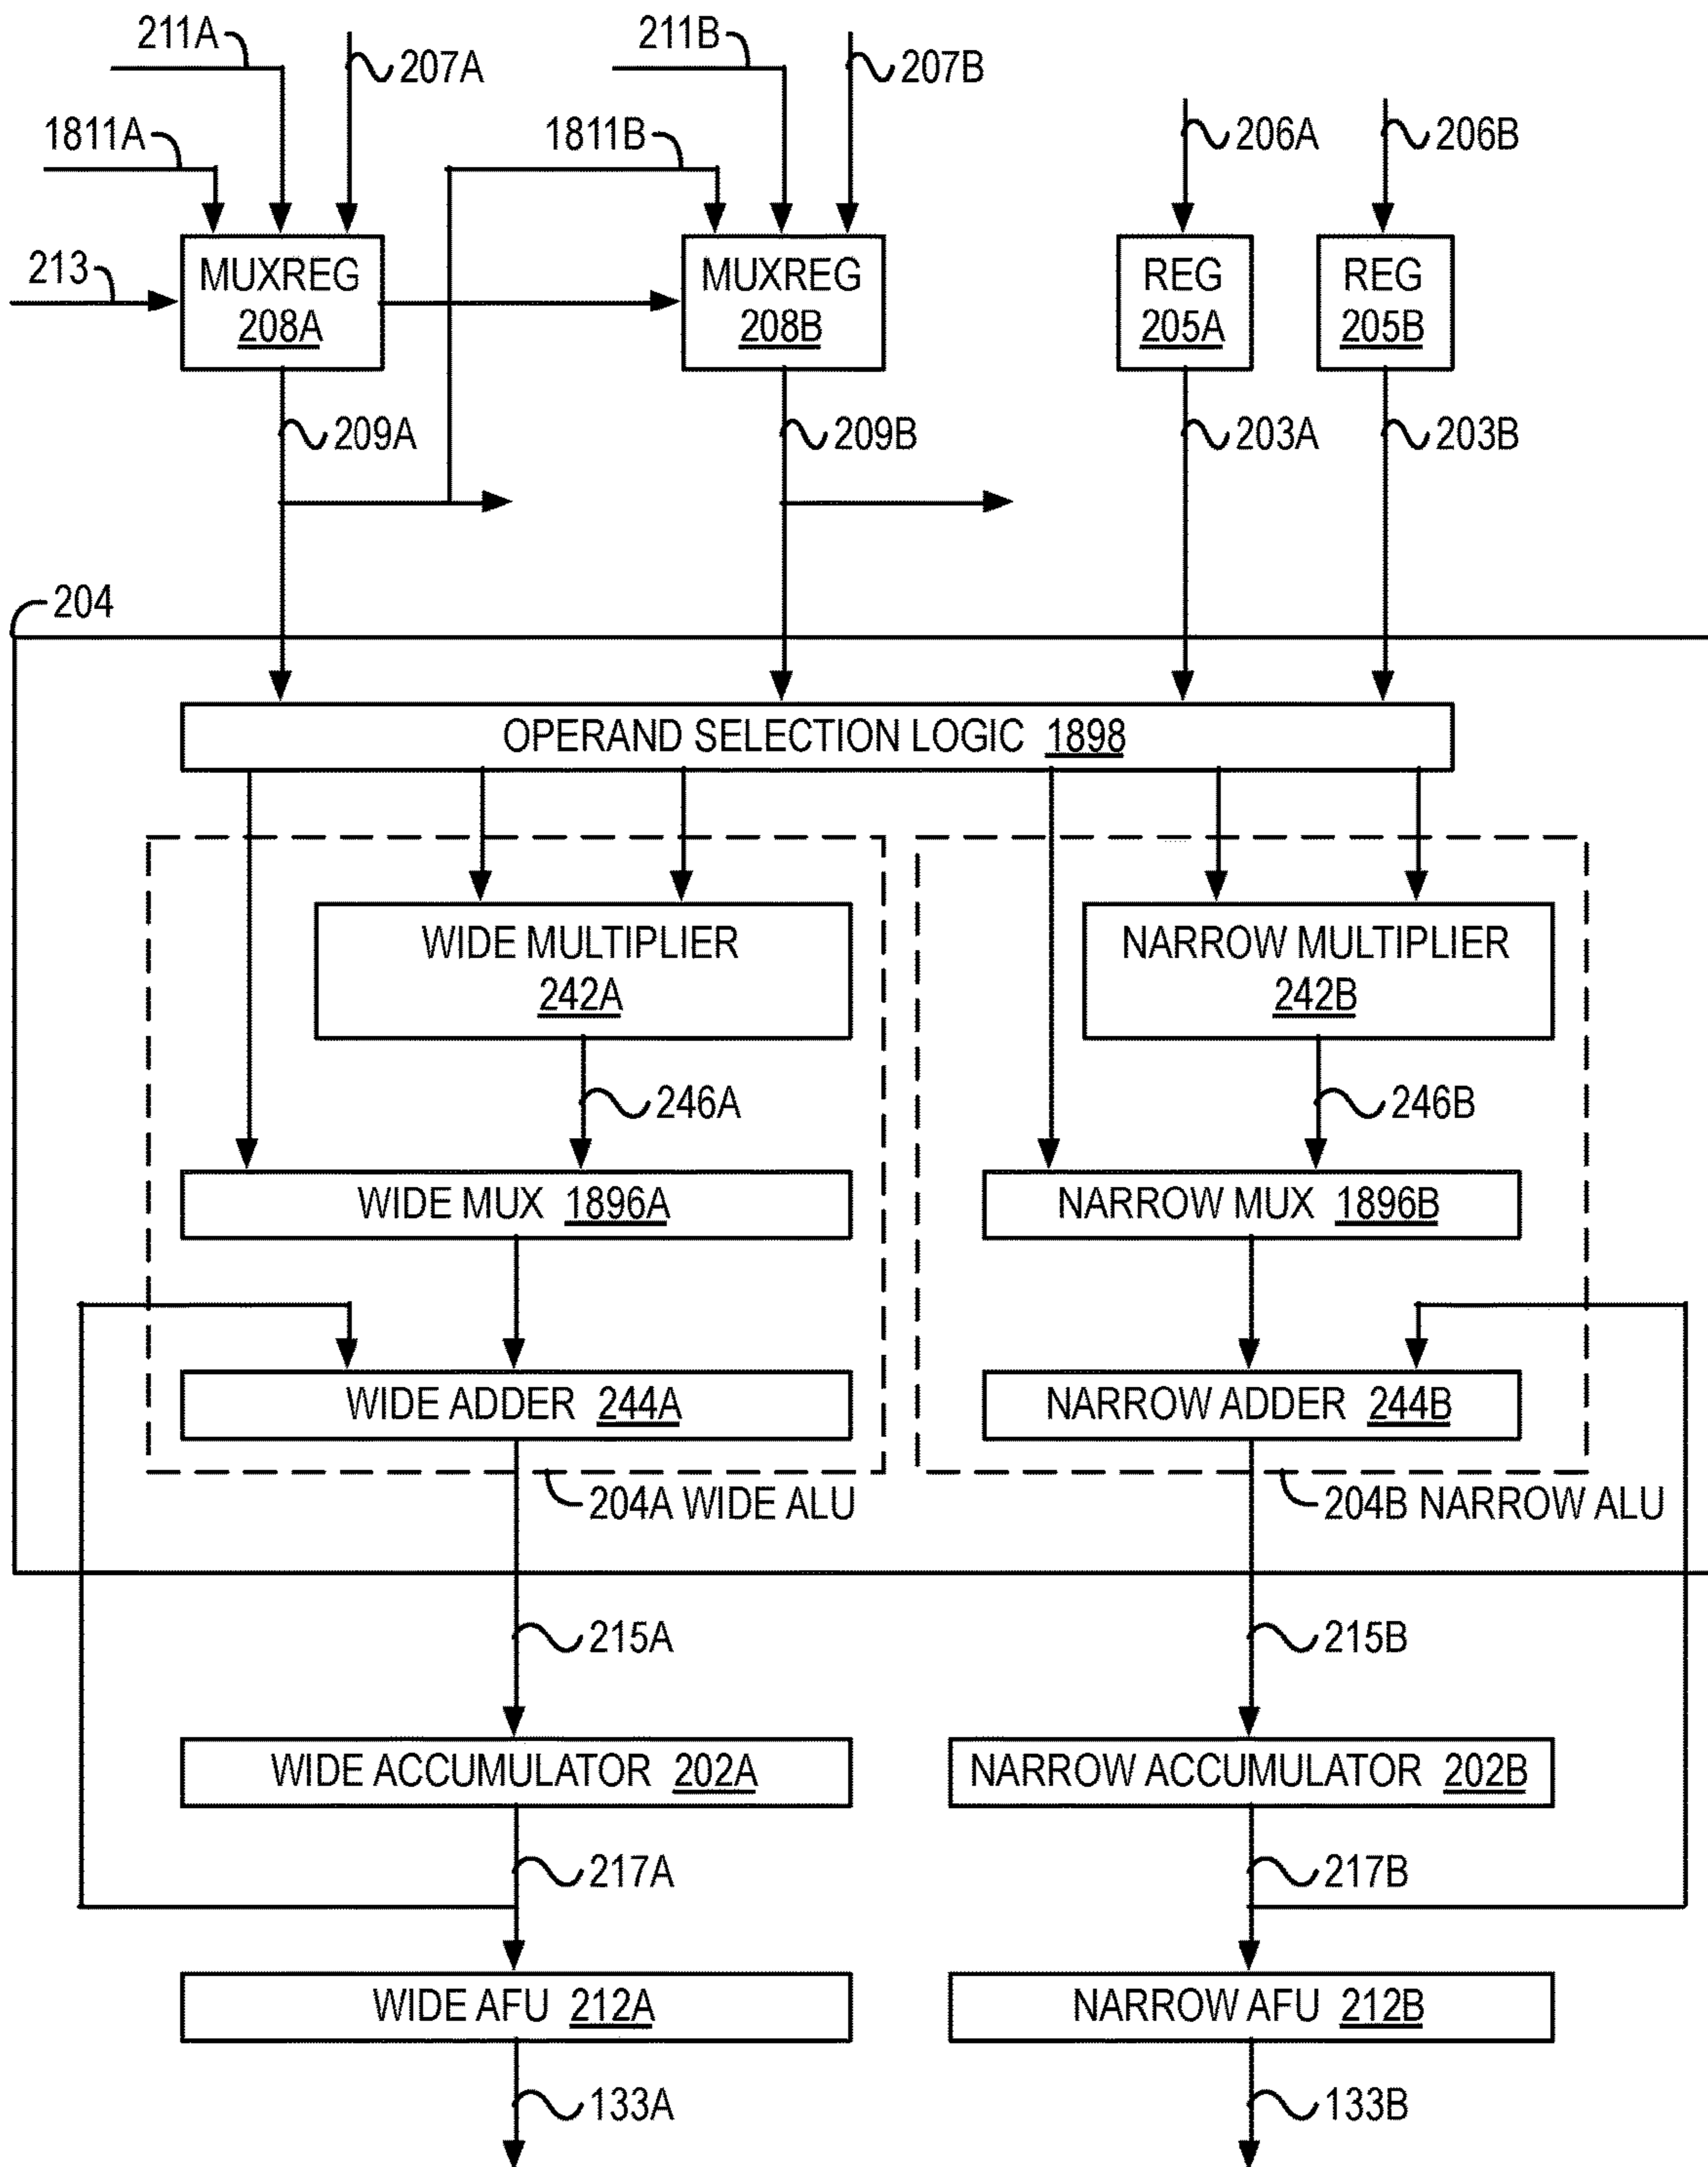 211A
207A
211B
207B
1811A
1811B
206A
206B
213
MUXREG
208A
MUXREG
208B
REG
205A
REG
205B
209A
209B
203A
203B
204
OPERAND SELECTION LOGIC 1898
WIDE MULTIPLIER
242A
NARROW MULTIPLIER
242B
246A
246B
WIDE MUX 1896A
NARROW MUX 1896B
WIDE ADDER 244A
NARROW ADDER 244B
204A WIDE ALU
204B NARROW ALU
215A
215B
WIDE ACCUMULATOR 202A
NARROW ACCUMULATOR 202B
217A
217B
WIDE AFU 212A
NARROW AFU 212B
133A
133B